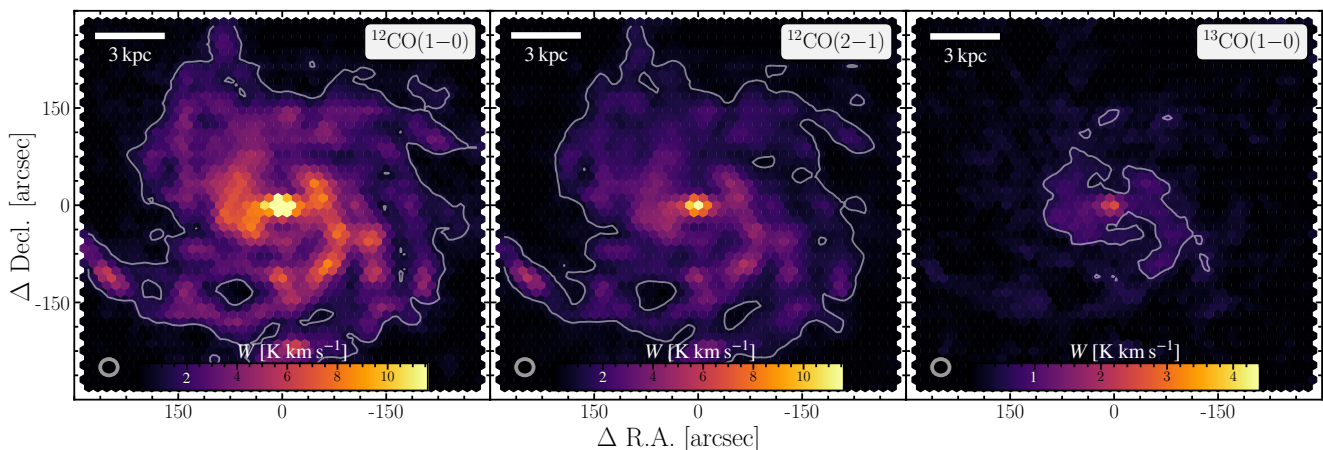 ¹²CO(1−0)
3 kpc
¹²CO(2−1)
3 kpc
¹³CO(1−0)
3 kpc
150
0
-150
Δ Decl. [arcsec]
W [K km s⁻¹]
2 4 6 8 10
W [K km s⁻¹]
2 4 6 8 10
W [K km s⁻¹]
1 2 3 4
150 0 -150
150 0 -150
150 0 -150
Δ R.A. [arcsec]